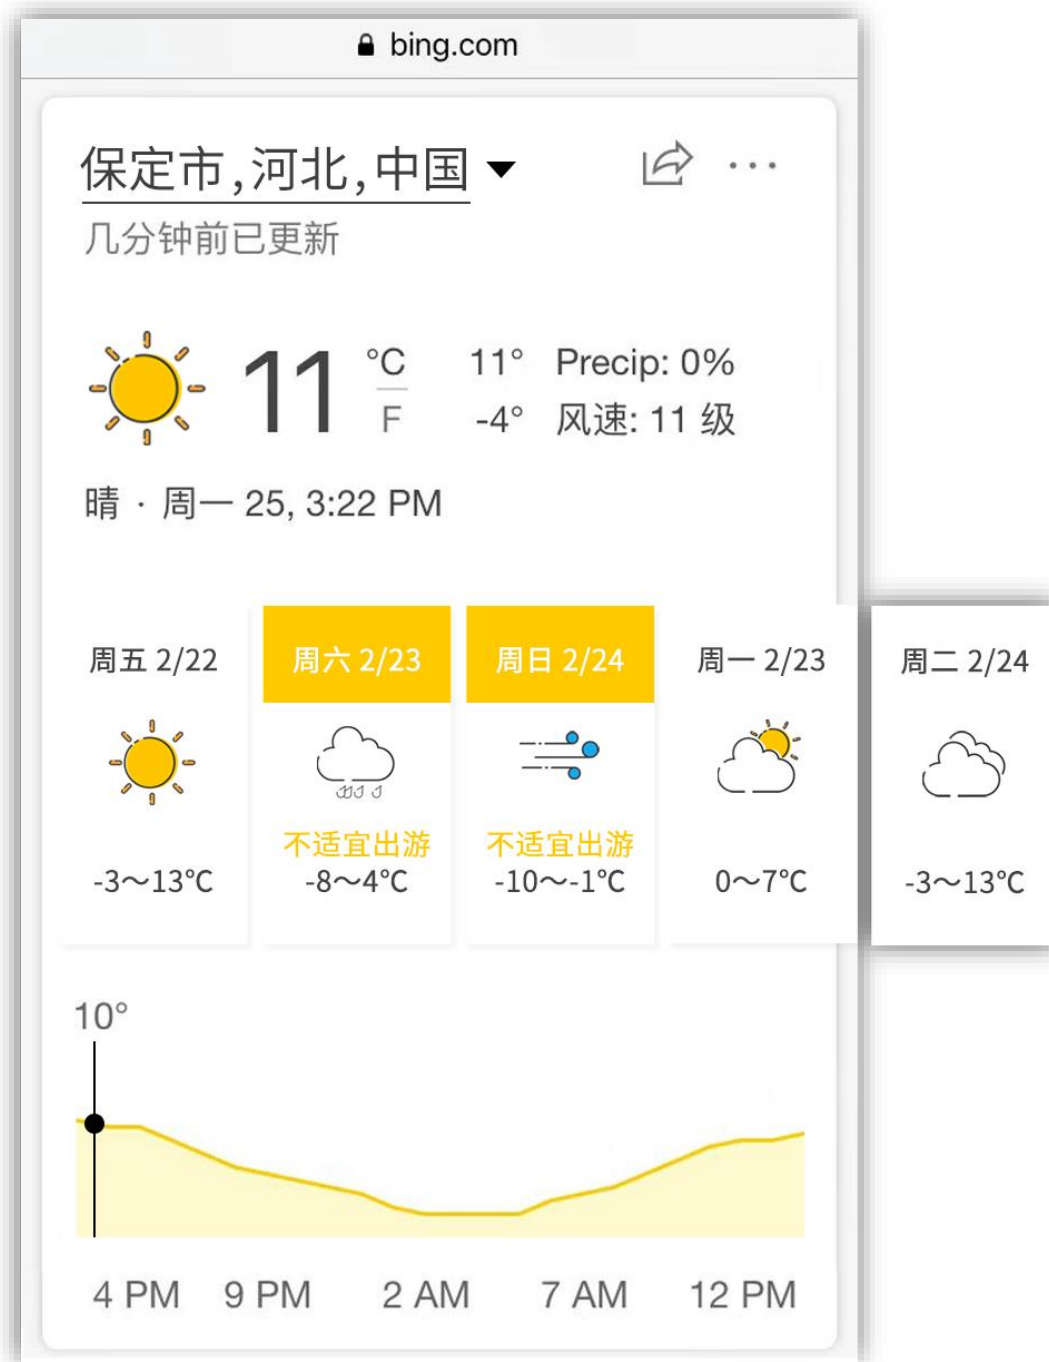 bing.com
保定市,河北,中国
...
几分钟前已更新
11 °C F
11° Precip: 0%
-4° 风速: 11 级
晴 · 周一 25, 3:22 PM
周五 2/22 周六 2/23 周日 2/24 周一 2/23 周二 2/24
不适宜出游 不适宜出游
-3～13°C -8～4°C -10～-1°C 0～7°C -3～13°C
10°
4 PM 9 PM 2 AM 7 AM 12 PM